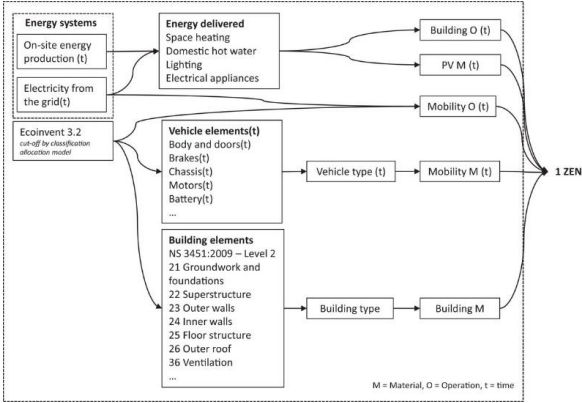 Energy systems
On-site energy
production (t)
Electricity from
the grid(t)
Ecoinvent 3.2
cut-off by classification
allocation model
Energy delivered
Space heating
Domestic hot water
Lighting
Electrical appliances
Vehicle elements(t)
Body and doors(t)
Brakes(t)
Chassis(t)
Motors(t)
Battery(t)
...
Building elements
NS 3451:2009 – Level 2
21 Groundwork and
foundations
22 Superstructure
23 Outer walls
24 Inner walls
25 Floor structure
26 Outer roof
36 Ventilation
...
Vehicle type (t)
Building type
Building O (t)
PV M (t)
Mobility O (t)
Mobility M (t)
Building M
1 ZEN
M = Material, O = Operation, t = time